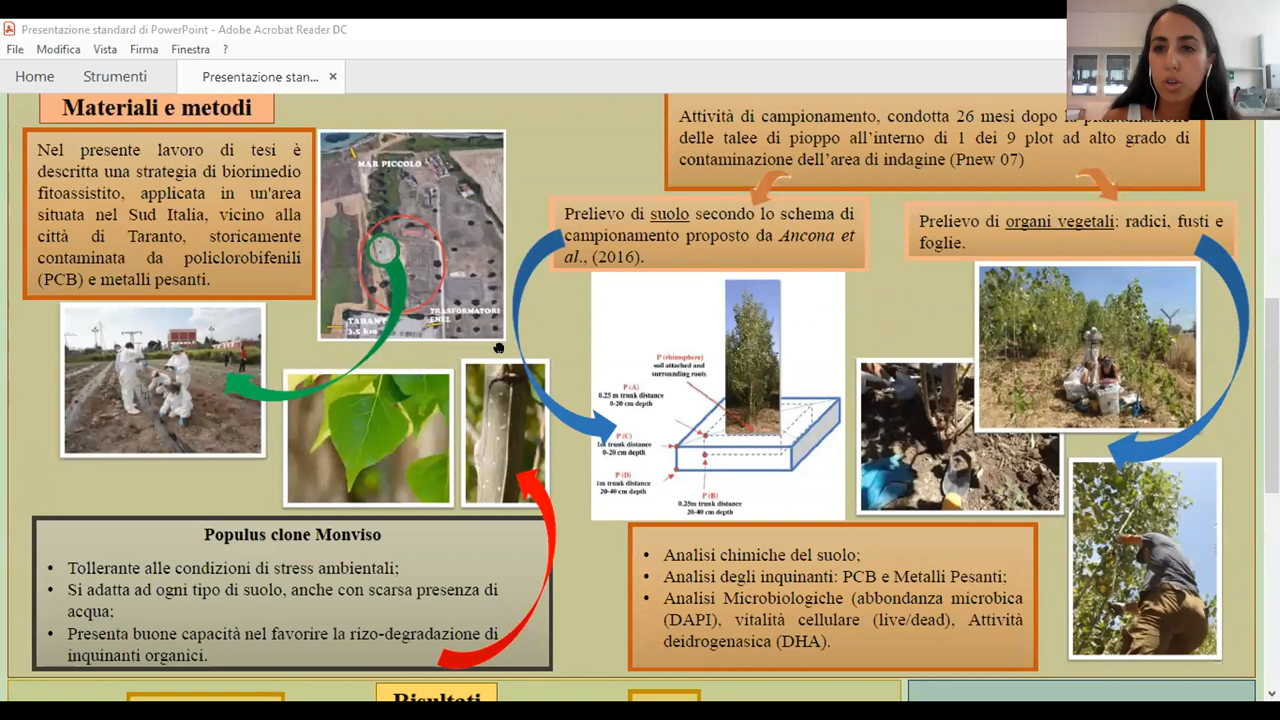 Presentazione standard di PowerPoint - Adobe Acrobat Reader DC
File Modifica Vista Firma Finestra ?
Home Strumenti Presentazione stan... ×
Materiali e metodi
Nel presente lavoro di tesi è
descritta una strategia di biorimedio
fitoassistito, applicata in un'area
situata nel Sud Italia, vicino alla
città di Taranto, storicamente
contaminata da policlorobifenili
(PCB) e metalli pesanti.
MAR PICCOLO
TRASFORMATORI
ENEL
TARANTO
3.5 km
Attività di campionamento, condotta 26 mesi dopo la piantumazione
delle talee di pioppo all'interno di 1 dei 9 plot ad alto grado di
contaminazione dell'area di indagine (Pnew 07)
Prelievo di suolo secondo lo schema di
campionamento proposto da Ancona et
al., (2016).
Prelievo di organi vegetali: radici, fusti e
foglie.
P (rhizosphere)
soil attached and
surrounding roots
P (A)
0.25 m trunk distance
0-20 cm depth
P (C)
1m trunk distance
0-20 cm depth
P (D)
1m trunk distance
20-40 cm depth
P (B)
0.25m trunk distance
20-40 cm depth
Populus clone Monviso
• Tollerante alle condizioni di stress ambientali;
• Si adatta ad ogni tipo di suolo, anche con scarsa presenza di
acqua;
• Presenta buone capacità nel favorire la rizo-degradazione di
inquinanti organici.
• Analisi chimiche del suolo;
• Analisi degli inquinanti: PCB e Metalli Pesanti;
• Analisi Microbiologiche (abbondanza microbica
(DAPI), vitalità cellulare (live/dead), Attività
deidrogenasica (DHA).
Risultati